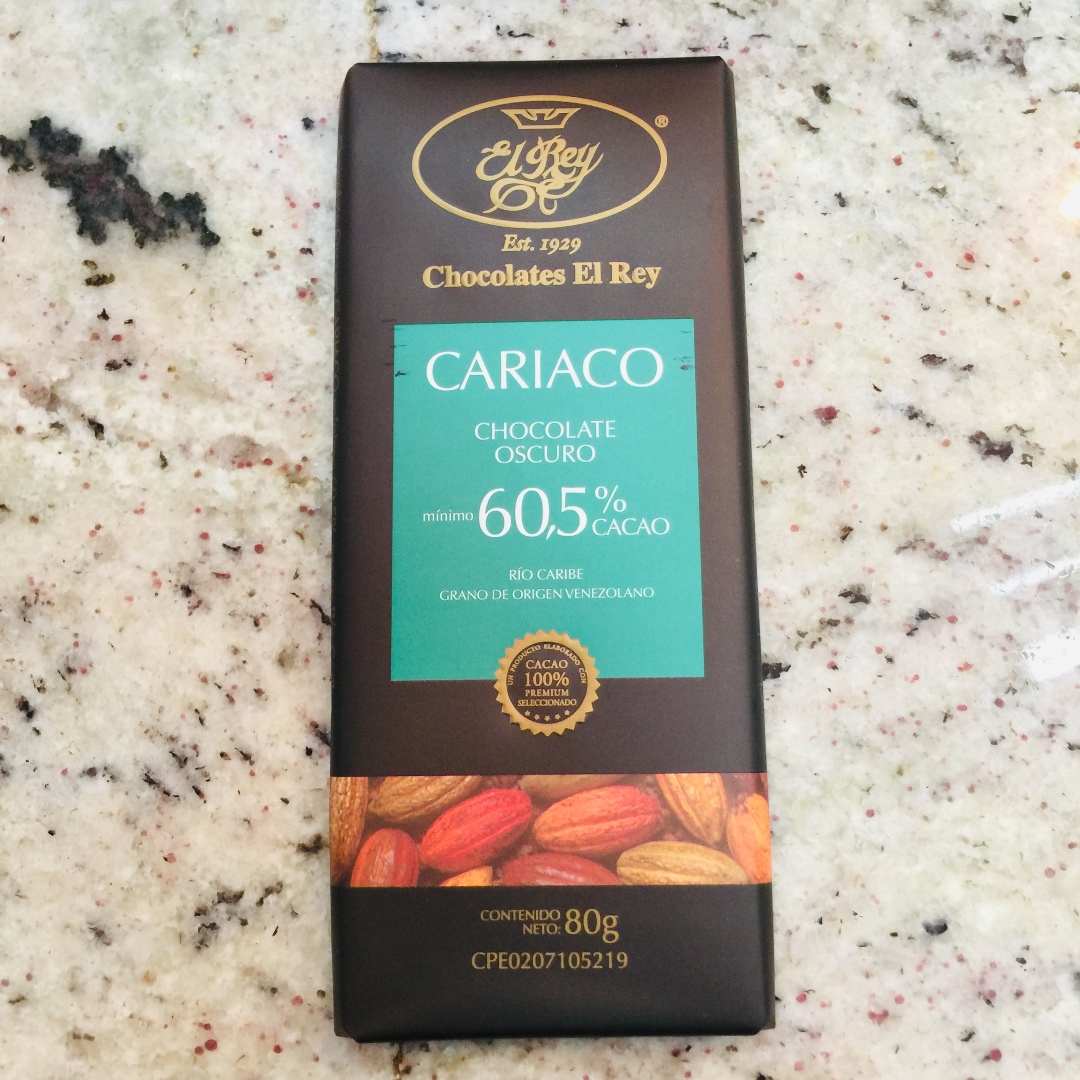 El Rey
®
Est. 1929
Chocolates El Rey
CARIACO
CHOCOLATE
OSCURO
mínimo 60,5% CACAO
RÍO CARIBE
GRANO DE ORIGEN VENEZOLANO
UN PRODUCTO ELABORADO CON
CACAO
100%
PREMIUM
SELECCIONADO
CONTENIDO
NETO: 80g
CPE0207105219